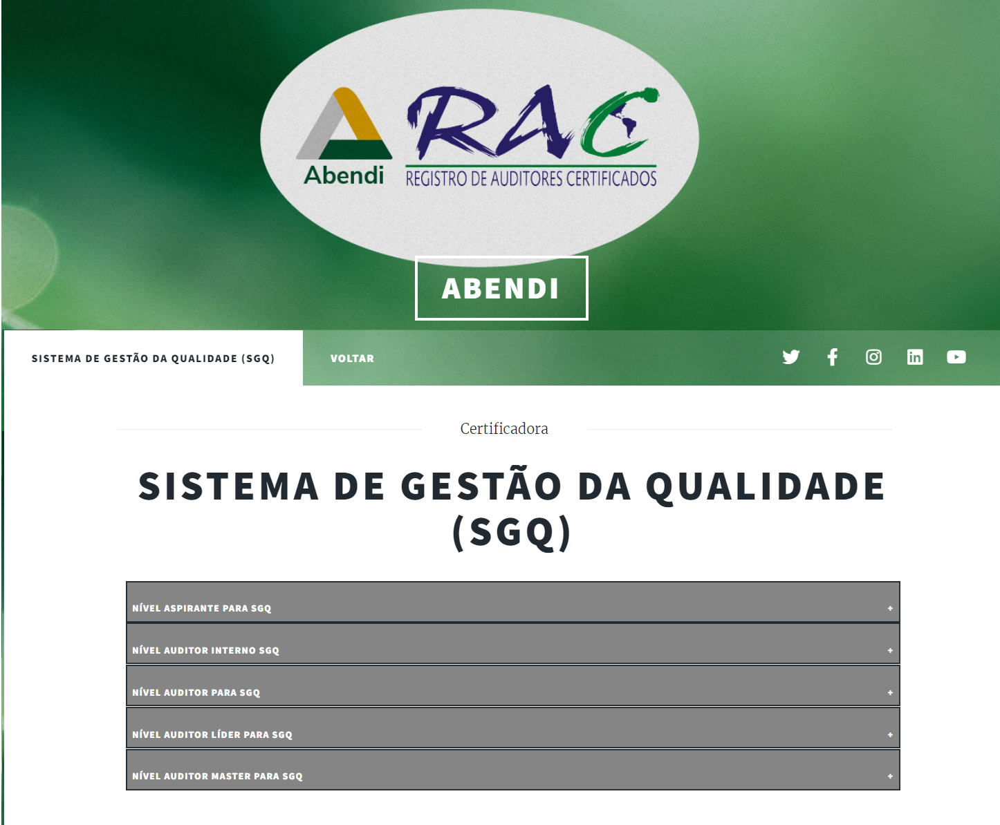 Abendi
RAC
REGISTRO DE AUDITORES CERTIFICADOS
ABENDI
SISTEMA DE GESTÃO DA QUALIDADE (SGQ)
VOLTAR
Certificadora
SISTEMA DE GESTÃO DA QUALIDADE
(SGQ)
NÍVEL ASPIRANTE PARA SGQ +
NÍVEL AUDITOR INTERNO SGQ +
NÍVEL AUDITOR PARA SGQ +
NÍVEL AUDITOR LÍDER PARA SGQ +
NÍVEL AUDITOR MASTER PARA SGQ +